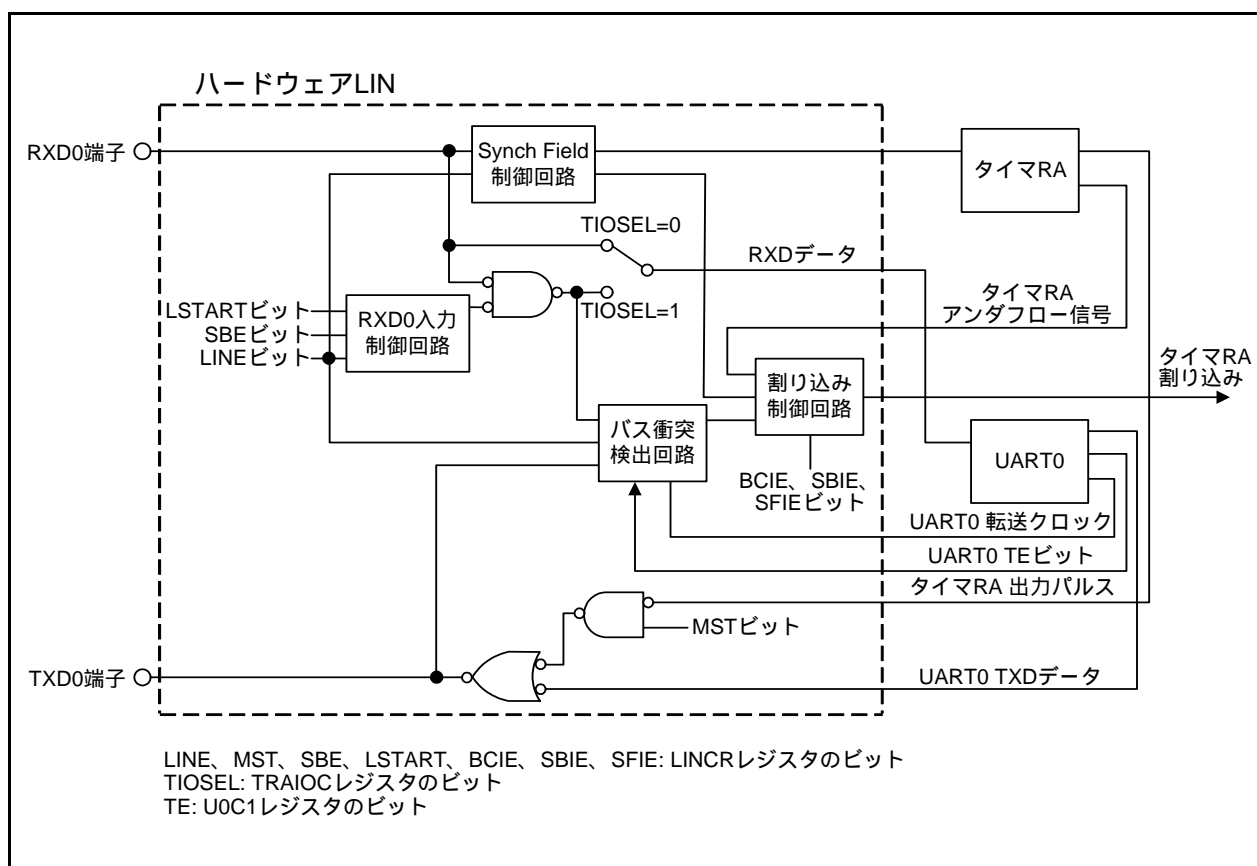 ハードウェアLIN
RXD0端子
Synch Field
制御回路
タイマRA
TIOSEL=0
RXDデータ
TIOSEL=1
LSTARTビット
SBEビット
LINEビット
RXD0入力
制御回路
タイマRA
アンダフロー信号
割り込み
制御回路
タイマRA
割り込み
バス衝突
検出回路
UART0
BCIE、SBIE、
SFIEビット
UART0 転送クロック
UART0 TEビット
タイマRA 出力パルス
MSTビット
TXD0端子
UART0 TXDデータ
LINE、MST、SBE、LSTART、BCIE、SBIE、SFIE: LINCRレジスタのビット
TIOSEL: TRAIOCレジスタのビット
TE: U0C1レジスタのビット